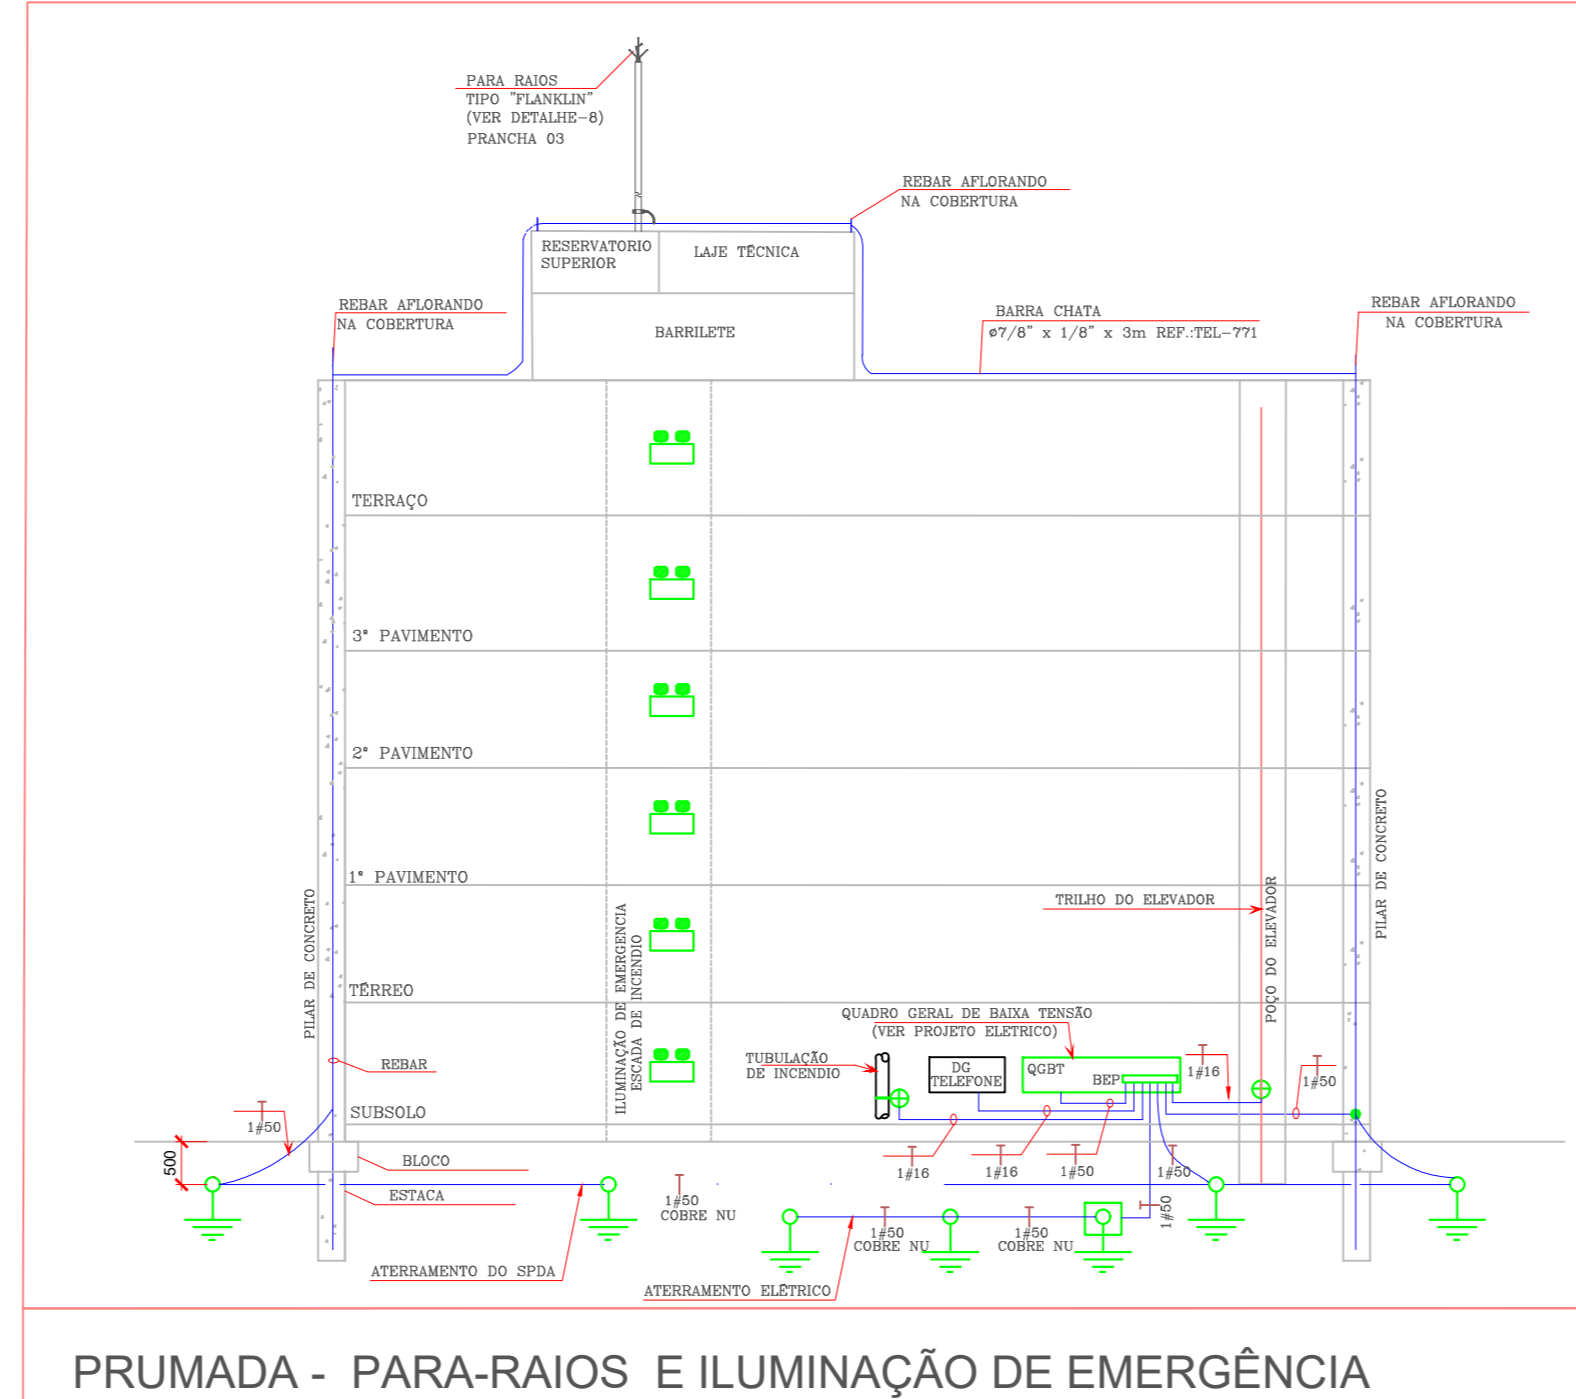 PARA RAIOS
TIPO "FLANKLIN"
(VER DETALHE-8)
PRANCHA 03
REBAR AFLORANDO
NA COBERTURA
RESERVATORIO
SUPERIOR
LAJE TÉCNICA
REBAR AFLORANDO
NA COBERTURA
BARRILETE
BARRA CHATA
ø7/8" x 1/8" x 3m REF.:TEL-771
REBAR AFLORANDO
NA COBERTURA
TERRAÇO
3° PAVIMENTO
2° PAVIMENTO
1° PAVIMENTO
PILAR DE CONCRETO
TRILHO DO ELEVADOR
PILAR DE CONCRETO
ILUMINAÇÃO DE EMERGENCIA
ESCADA DE INCENDIO
POÇO DO ELEVADOR
TÉRREO
QUADRO GERAL DE BAIXA TENSÃO
(VER PROJETO ELETRICO)
REBAR
TUBULAÇÃO
DE INCENDIO
DG
TELEFONE
QGBT
BEP
1#16
1#50
SUBSOLO
1#50
500
BLOCO
1#16
1#16
1#50
1#50
ESTACA
1#50
COBRE NU
1#50
COBRE NU
1#50
COBRE NU
1#50
ATERRAMENTO DO SPDA
ATERRAMENTO ELÉTRICO
PRUMADA - PARA-RAIOS E ILUMINAÇÃO DE EMERGÊNCIA